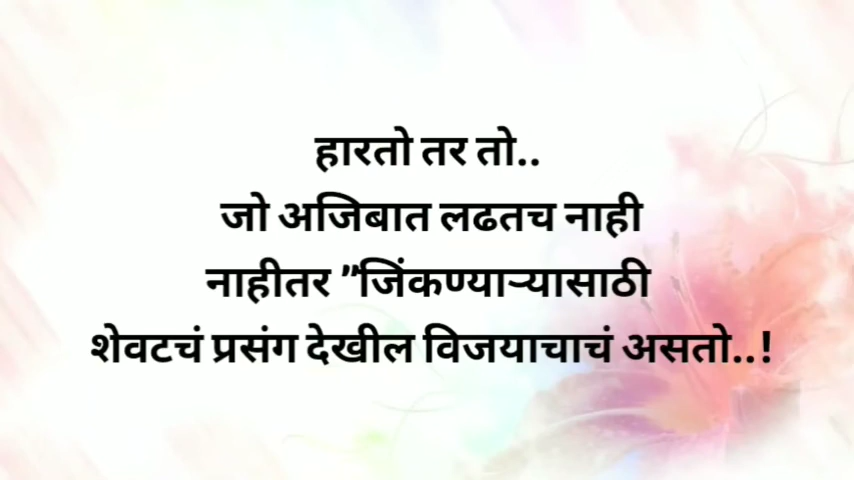 हारतो तर तो..
जो अजिबात लढतच नाही
नाहीतर ”जिंकण्याऱ्यासाठी
शेवटचं प्रसंग देखील विजयाचाचं असतो..!